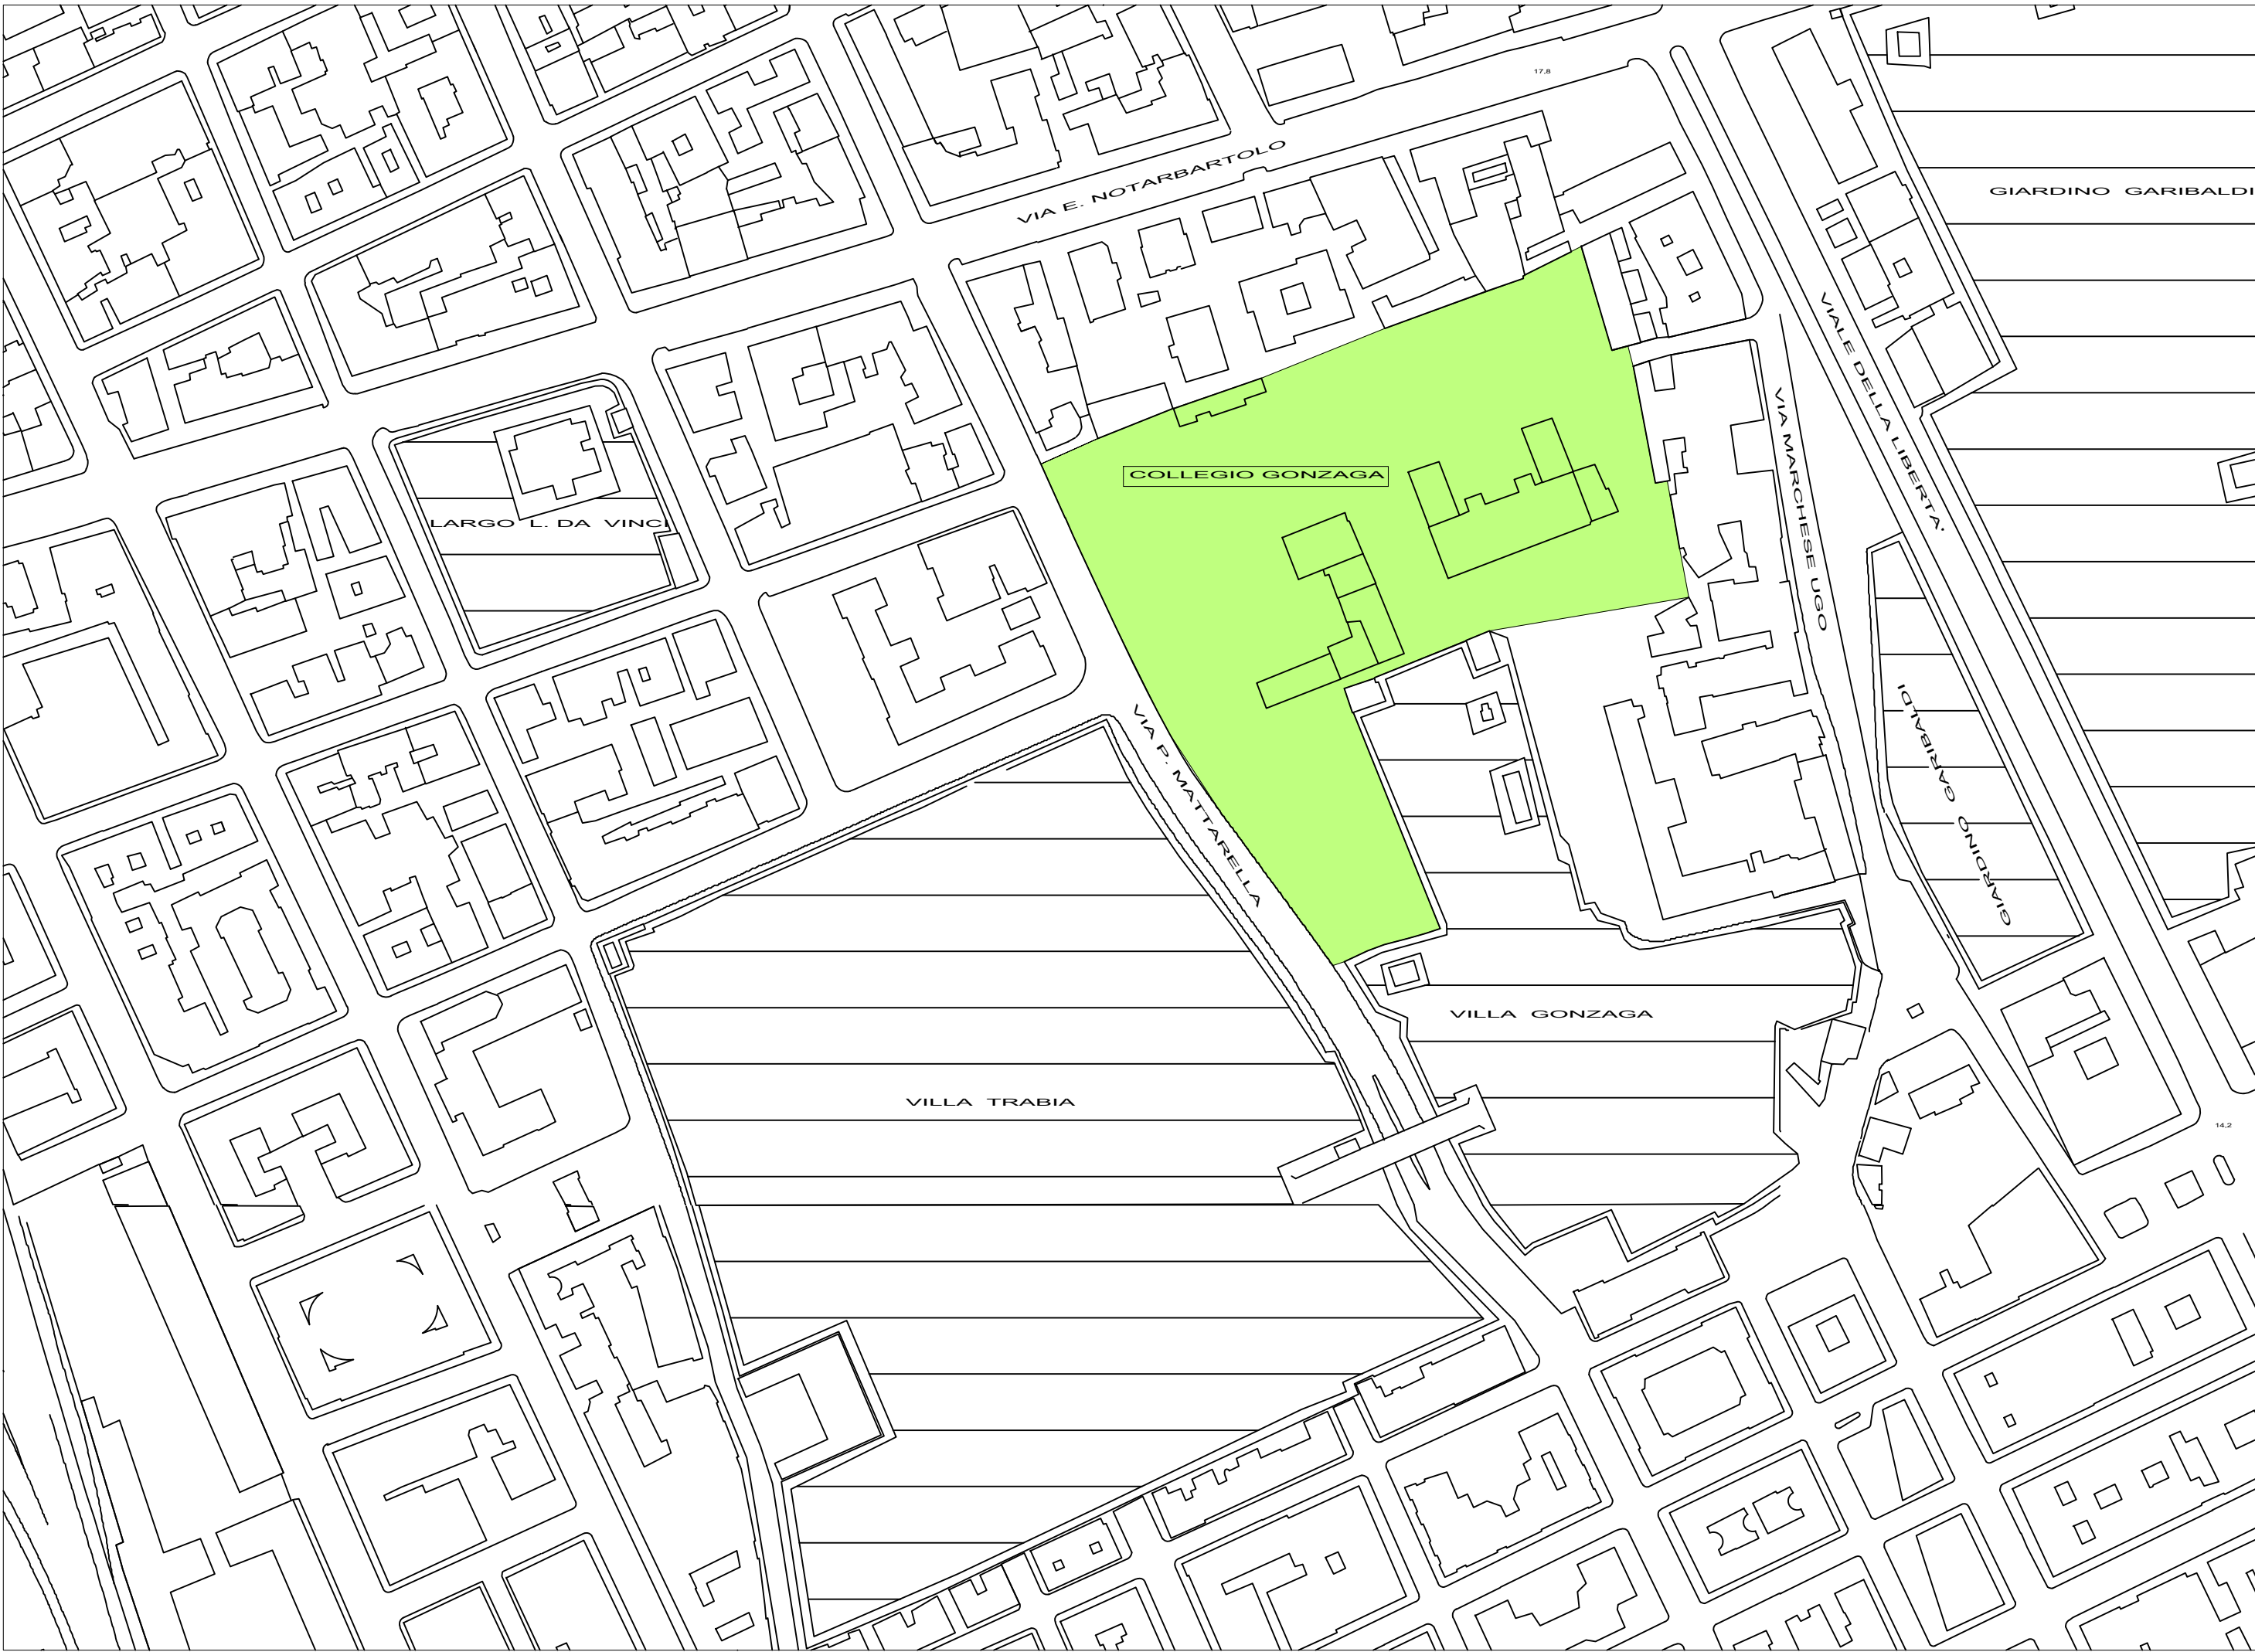 17,8
VIA E. NOTARBARTOLO
GIARDINO GARIBALDI
VIALE DELLA LIBERTA'
VIA MARCHESE UGO
COLLEGIO GONZAGA
LARGO L. DA VINCI
GIARDINO GARIBALDI
VIA P. MATTARELLA
VILLA GONZAGA
VILLA TRABIA
14,2